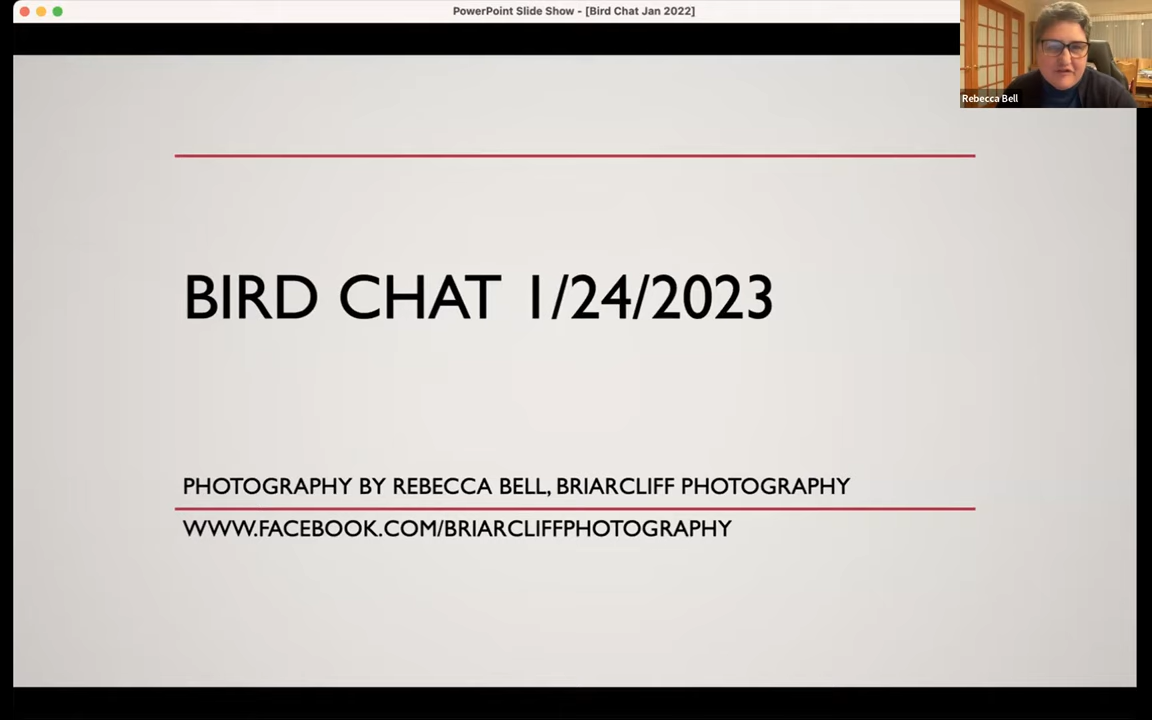 PowerPoint Slide Show - [Bird Chat Jan 2022]
Rebecca Bell
BIRD CHAT 1/24/2023
PHOTOGRAPHY BY REBECCA BELL, BRIARCLIFF PHOTOGRAPHY
WWW.FACEBOOK.COM/BRIARCLIFFPHOTOGRAPHY